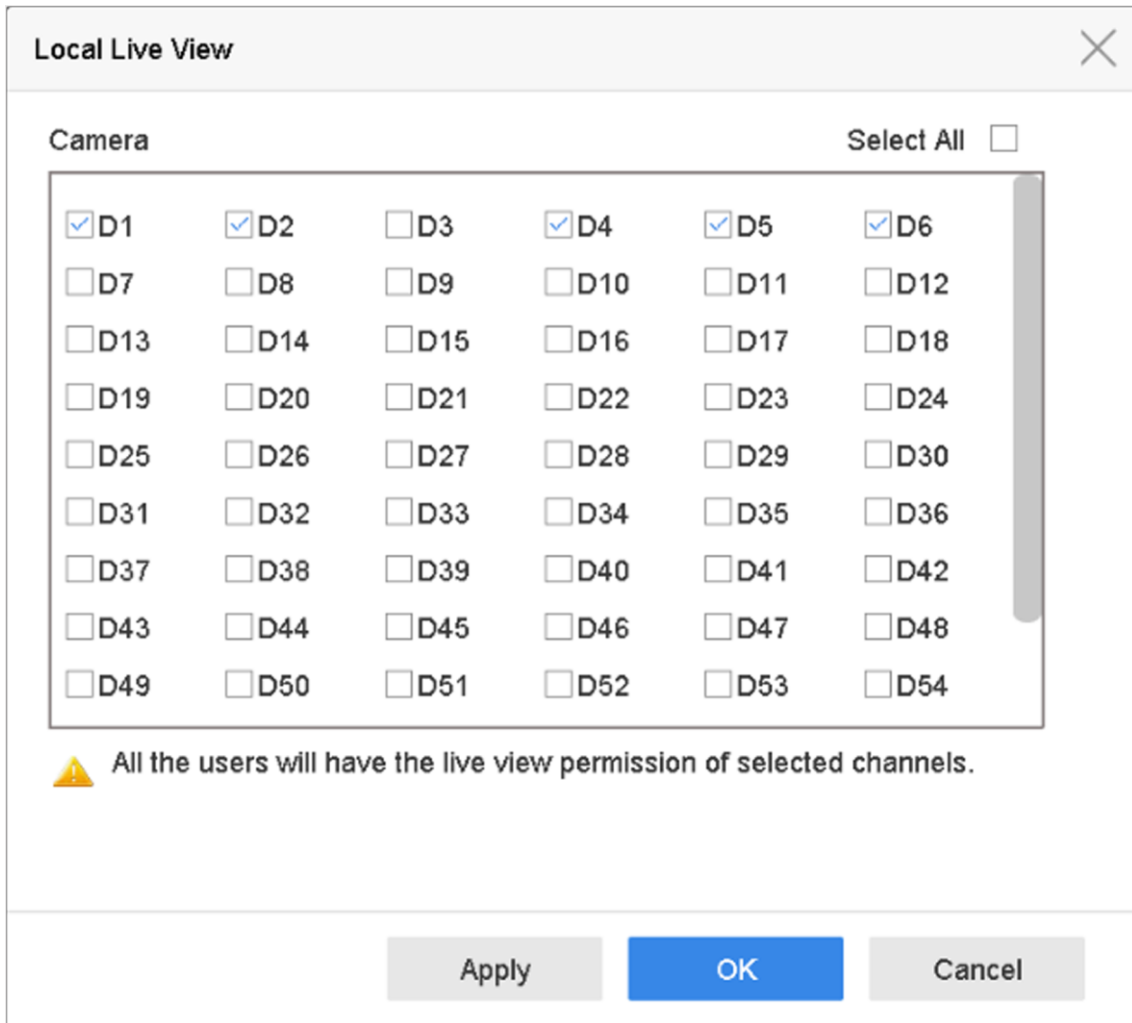 Local Live View
Camera Select All
D1 D2 D3 D4 D5 D6
D7 D8 D9 D10 D11 D12
D13 D14 D15 D16 D17 D18
D19 D20 D21 D22 D23 D24
D25 D26 D27 D28 D29 D30
D31 D32 D33 D34 D35 D36
D37 D38 D39 D40 D41 D42
D43 D44 D45 D46 D47 D48
D49 D50 D51 D52 D53 D54
All the users will have the live view permission of selected channels.
Apply OK Cancel